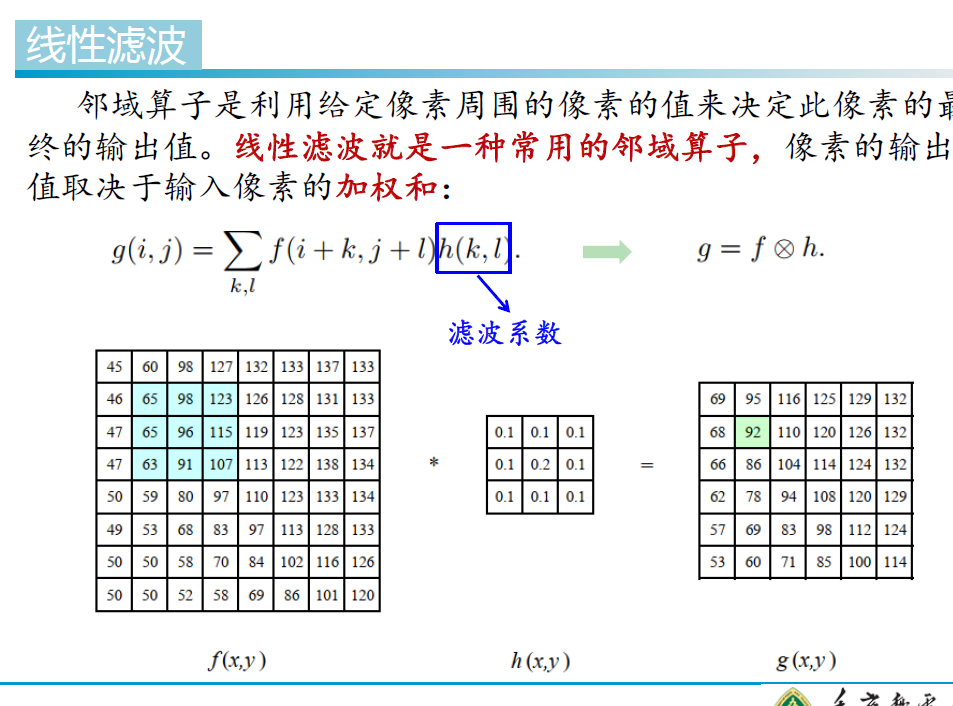 线性滤波
邻域算子是利用给定像素周围的像素的值来决定此像素的最
终的输出值。线性滤波就是一种常用的邻域算子，像素的输出
值取决于输入像素的加权和：
g(i, j) = ∑ f(i + k, j + l)h(k, l). g = f ⊗ h.
k,l
滤波系数
45 60 98 127 132 133 137 133
46 65 98 123 126 128 131 133
47 65 96 115 119 123 135 137
47 63 91 107 113 122 138 134
50 59 80 97 110 123 133 134
49 53 68 83 97 113 128 133
50 50 58 70 84 102 116 126
50 50 52 58 69 86 101 120
*
0.1 0.1 0.1
0.1 0.2 0.1
0.1 0.1 0.1
=
69 95 116 125 129 132
68 92 110 120 126 132
66 86 104 114 124 132
62 78 94 108 120 129
57 69 83 98 112 124
53 60 71 85 100 114
f(x,y) h(x,y) g(x,y)